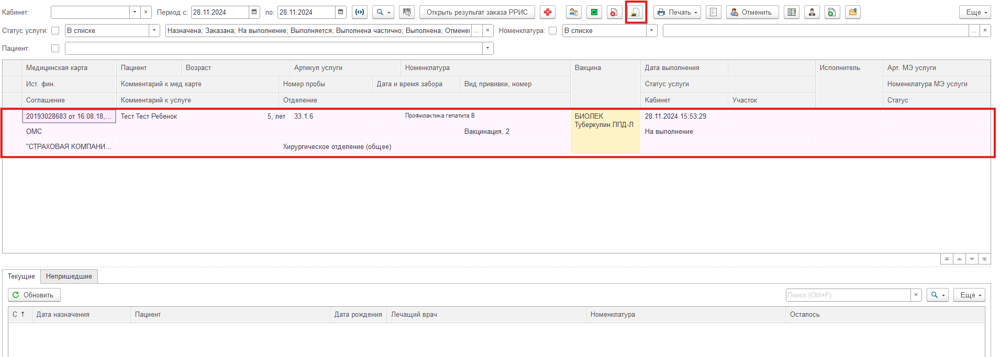 Кабинет: Период с: 28.11.2024 по: 28.11.2024 Открыть результат заказа РРИС Печать Отменить Еще
Статус услуги: В списке Назначена; Заказана; На выполнение; Выполняется; Выполнена частично; Выполнена; Отменен ... × Номенклатура: В списке ... ×
Пациент:
Медицинская карта Пациент Возраст Артикул услуги Номенклатура Вакцина Дата выполнения Исполнитель Арт. МЭ услуги
Ист. фин. Комментарий к мед карте Номер пробы Дата и время забора Вид прививки, номер Статус услуги Номенклатура МЭ услуги
Соглашение Комментарий к услуге Отделение Кабинет Участок Статус
20193028683 от 16.08.18,... Тест Тест Ребенок 5, лет 33.1.6 Профилактика гепатита В БИОЛЕК 28.11.2024 15:53:29
Туберкулин ППД-Л
ОМС Вакцинация, 2 На выполнение
"СТРАХОВАЯ КОМПАНИ... Хирургическое отделение (общее)
Текущие Непришедшие
Обновить Поиск (Ctrl+F) × Еще
С ↑ Дата назначения Пациент Дата рождения Лечащий врач Номенклатура Осталось